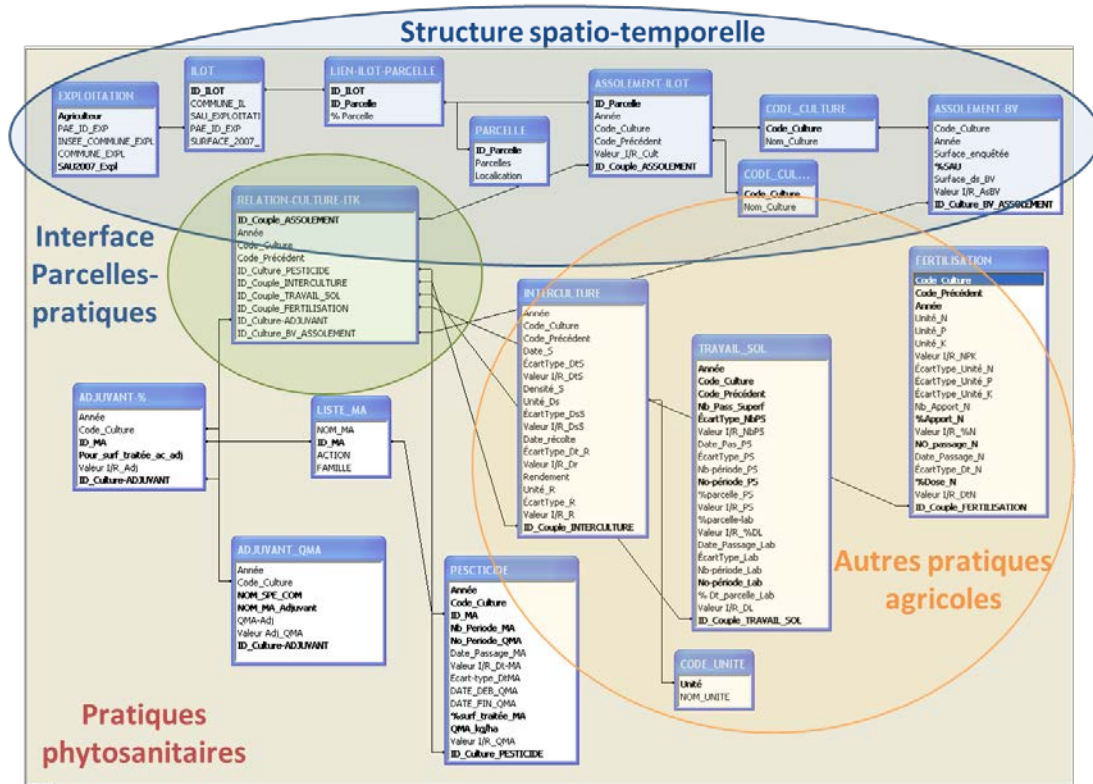 Structure spatio-temporelle
EXPLOITATION
Agriculteur
PAE_ID_EXP
INSEE_COMMUNE_EXPL
COMMUNE_EXPL
SAU2007_Expl
ILOT
ID_ILOT
COMMUNE_IL
SAU_EXPLOITATI
PAE_ID_EXP
SURFACE_2007_
LIEN-ILOT-PARCELLE
ID_ILOT
ID_Parcelle
% Parcelle
PARCELLE
ID_Parcelle
Parcelles
Localication
ASSOLEMENT-ILOT
ID_Parcelle
Année
Code_Culture
Code_Précédent
Valeur I/R_Cult
ID_Couple_ASSOLEMENT
CODE_CULTURE
Code_Culture
Nom_Culture
CODE_CUL...
Code_Culture
Nom_Culture
ASSOLEMENT-BV
Code_Culture
Année
Surface_enquêtée
%SAU
Surface_ds_BV
Valeur I/R_AsBV
ID_Culture_BV_ASSOLEMENT
Interface
Parcelles-
pratiques
RELATION-CULTURE-ITK
ID_Couple_ASSOLEMENT
Année
Code_Culture
Code_Précédent
ID_Culture_PESTICIDE
ID_Couple_INTERCULTURE
ID_Couple_TRAVAIL_SOL
ID_Couple_FERTILISATION
ID_Culture-ADJUVANT
ID_Culture_BV_ASSOLEMENT
INTERCULTURE
Année
Code_Culture
Code_Précédent
Date_S
ÉcartType_DtS
Valeur I/R_DtS
Densité_S
Unité_Ds
ÉcartType_DsS
Valeur I/R_DsS
Date_récolte
ÉcartType_Dt_R
Valeur I/R_Dr
Rendement
Unité_R
ÉcartType_R
Valeur I/R_R
ID_Couple_INTERCULTURE
TRAVAIL_SOL
Année
Code_Culture
Code_Précédent
Nb_Pass_Superf
ÉcartType_NbPS
Valeur I/R_NbPS
Date_Pas_PS
ÉcartType_PS
Nb-période_PS
No-période_PS
%parcelle_PS
Valeur I/R_PS
%parcelle-lab
Valeur I/R_%DL
Date_Passage_Lab
ÉcartType_Lab
Nb-période_Lab
No-période_Lab
% Dt_parcelle_Lab
Valeur I/R_DL
ID_Couple_TRAVAIL_SOL
FERTILISATION
Code_Culture
Code_Précédent
Année
Unité_N
Unité_P
Unité_K
Valeur I/R_NPK
ÉcartType_Unité_N
ÉcartType_Unité_P
ÉcartType_Unité_K
Nb_Apport_N
%Apport_N
Valeur I/R_%N
NO_passage_N
Date_Passage_N
ÉcartType_Dt_N
%Dose_N
Valeur I/R_DtN
ID_Couple_FERTILISATION
ADJUVANT-%
Année
Code_Culture
ID_MA
Pour_surf_traitée_ac_adj
Valeur I/R_Adj
ID_Culture-ADJUVANT
LISTE_MA
NOM_MA
ID_MA
ACTION
FAMILLE
ADJUVANT_QMA
Année
Code_Culture
NOM_SPE_COM
NOM_MA_Adjuvant
QMA-Adj
Valeur Adj_QMA
ID_Culture-ADJUVANT
PESCTICIDE
Année
Code_Culture
ID_MA
Nb_Periode_MA
No_Periode_QMA
Date_Passage_MA
Valeur I/R_Dt-MA
Ecart-type_DtMA
DATE_DEB_QMA
DATE_FIN_QMA
%surf_traitée_MA
QMA_kg/ha
Valeur I/R_QMA
ID_Culture_PESTICIDE
CODE_UNITE
Unité
NOM_UNITE
Autres pratiques
agricoles
Pratiques
phytosanitaires